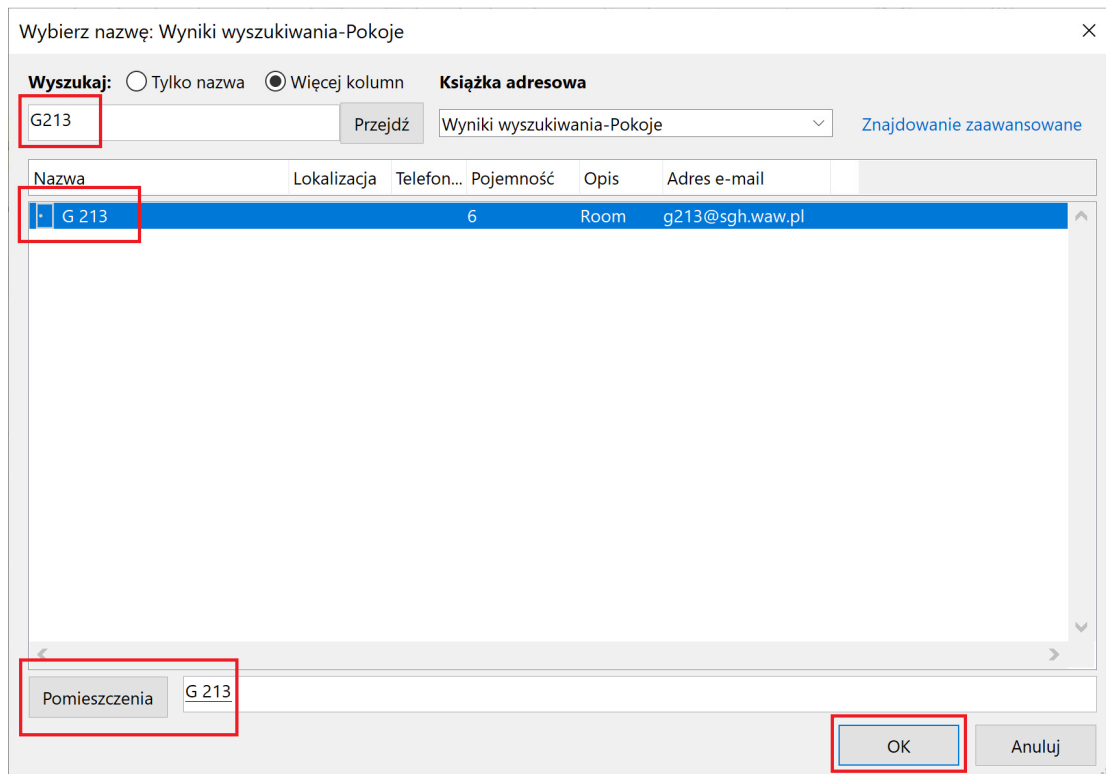 Wybierz nazwę: Wyniki wyszukiwania-Pokoje
Wyszukaj: Tylko nazwa Więcej kolumn Książka adresowa
G213 Przejdź Wyniki wyszukiwania-Pokoje Znajdowanie zaawansowane
Nazwa Lokalizacja Telefon... Pojemność Opis Adres e-mail
G 213 6 Room g213@sgh.waw.pl
Pomieszczenia G 213
OK Anuluj